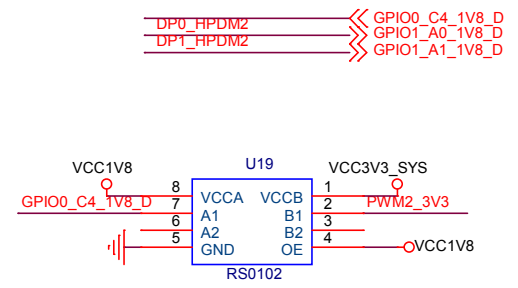 GPIO0_C4_1V8_D
DP0_HPDM2 GPIO1_A0_1V8_D
DP1_HPDM2 GPIO1_A1_1V8_D
VCC1V8 U19 VCC3V3_SYS
8 VCCA VCCB 1
GPIO0_C4_1V8_D 7 A1 B1 2 PWM2_3V3
6 A2 B2 3
5 GND OE 4 VCC1V8
RS0102